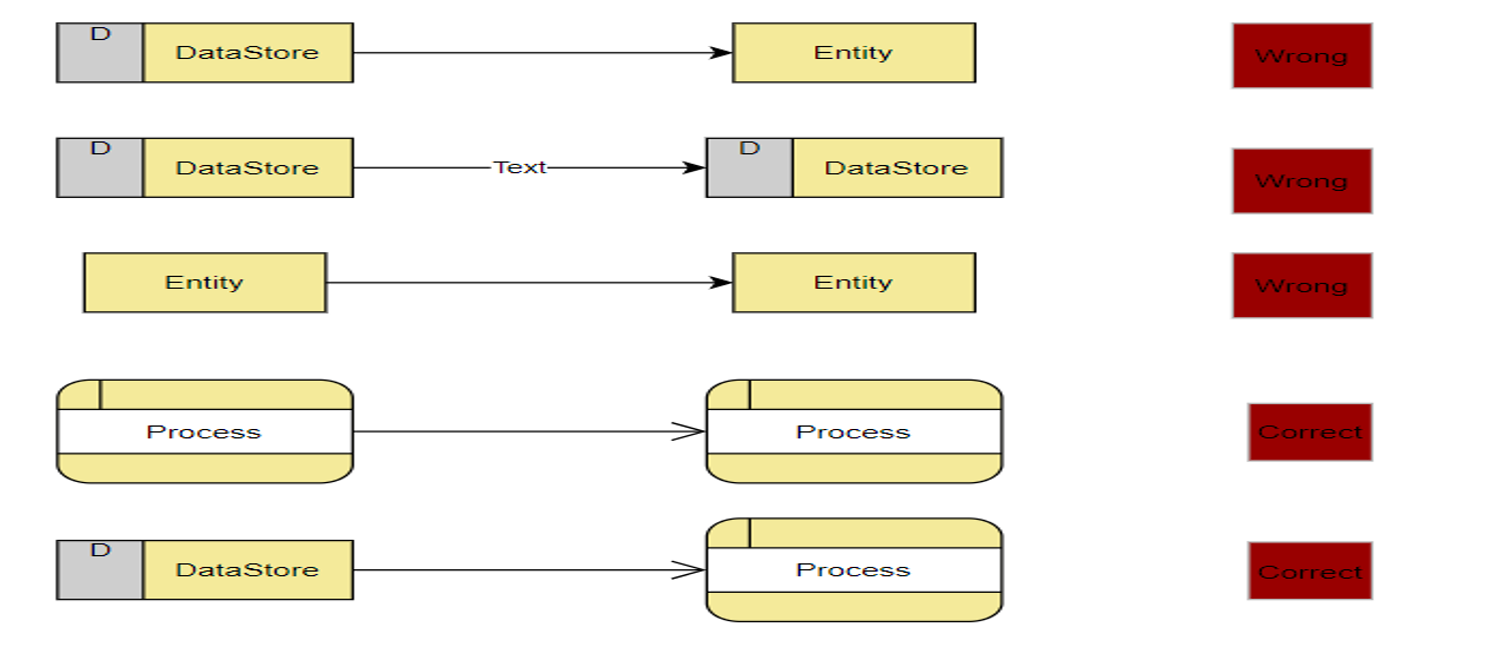 D
DataStore
Entity
Wrong
D
DataStore
Text
D
DataStore
Wrong
Entity
Entity
Wrong
Process
Process
Correct
D
DataStore
Process
Correct